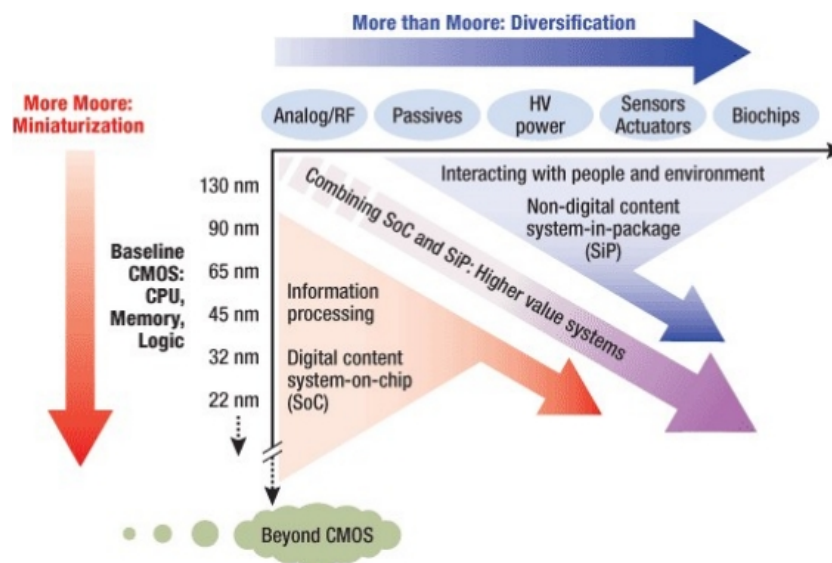 More than Moore: Diversification
More Moore:
Miniaturization
Analog/RF
Passives
HV
power
Sensors
Actuators
Biochips
130 nm
90 nm
65 nm
45 nm
32 nm
22 nm
Baseline
CMOS:
CPU,
Memory,
Logic
Interacting with people and environment
Non-digital content
system-in-package
(SiP)
Combining SoC and SiP: Higher value systems
Information
processing
Digital content
system-on-chip
(SoC)
Beyond CMOS